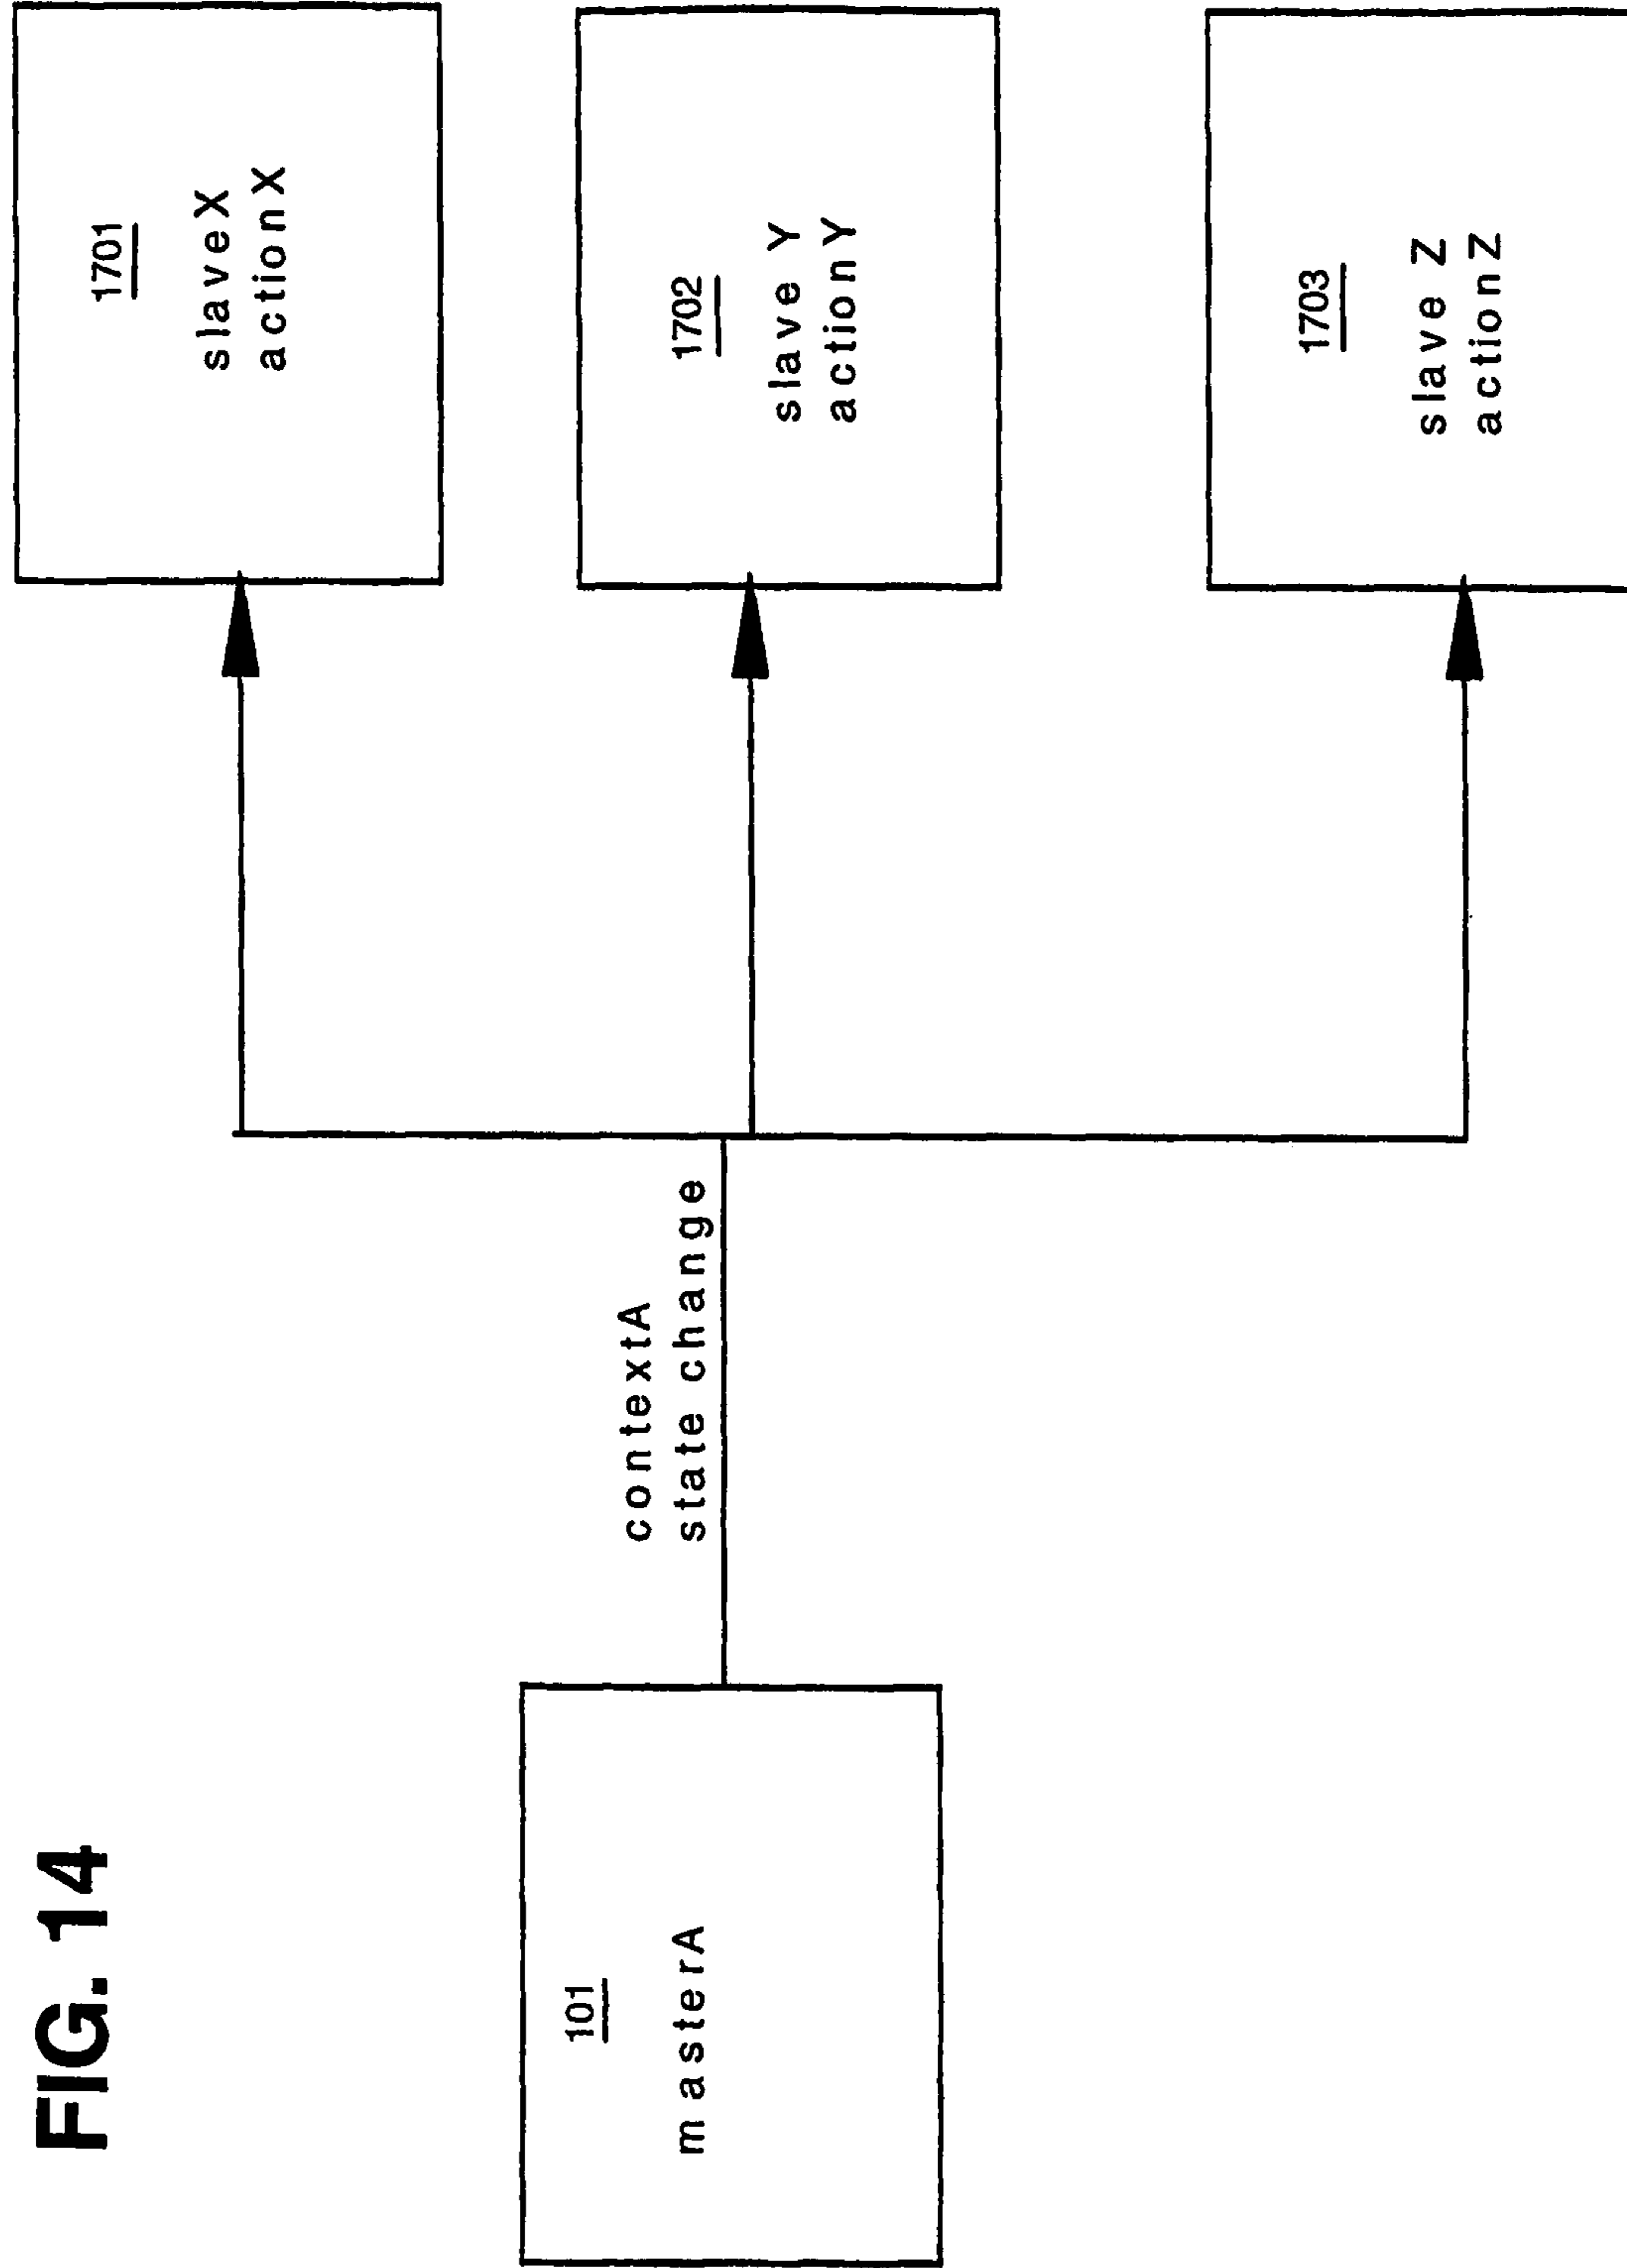 FIG. 14
101
masterA
contextA
state change
1701
slaveX
actionX
1702
slave Y
actionY
1703
slave Z
actionZ